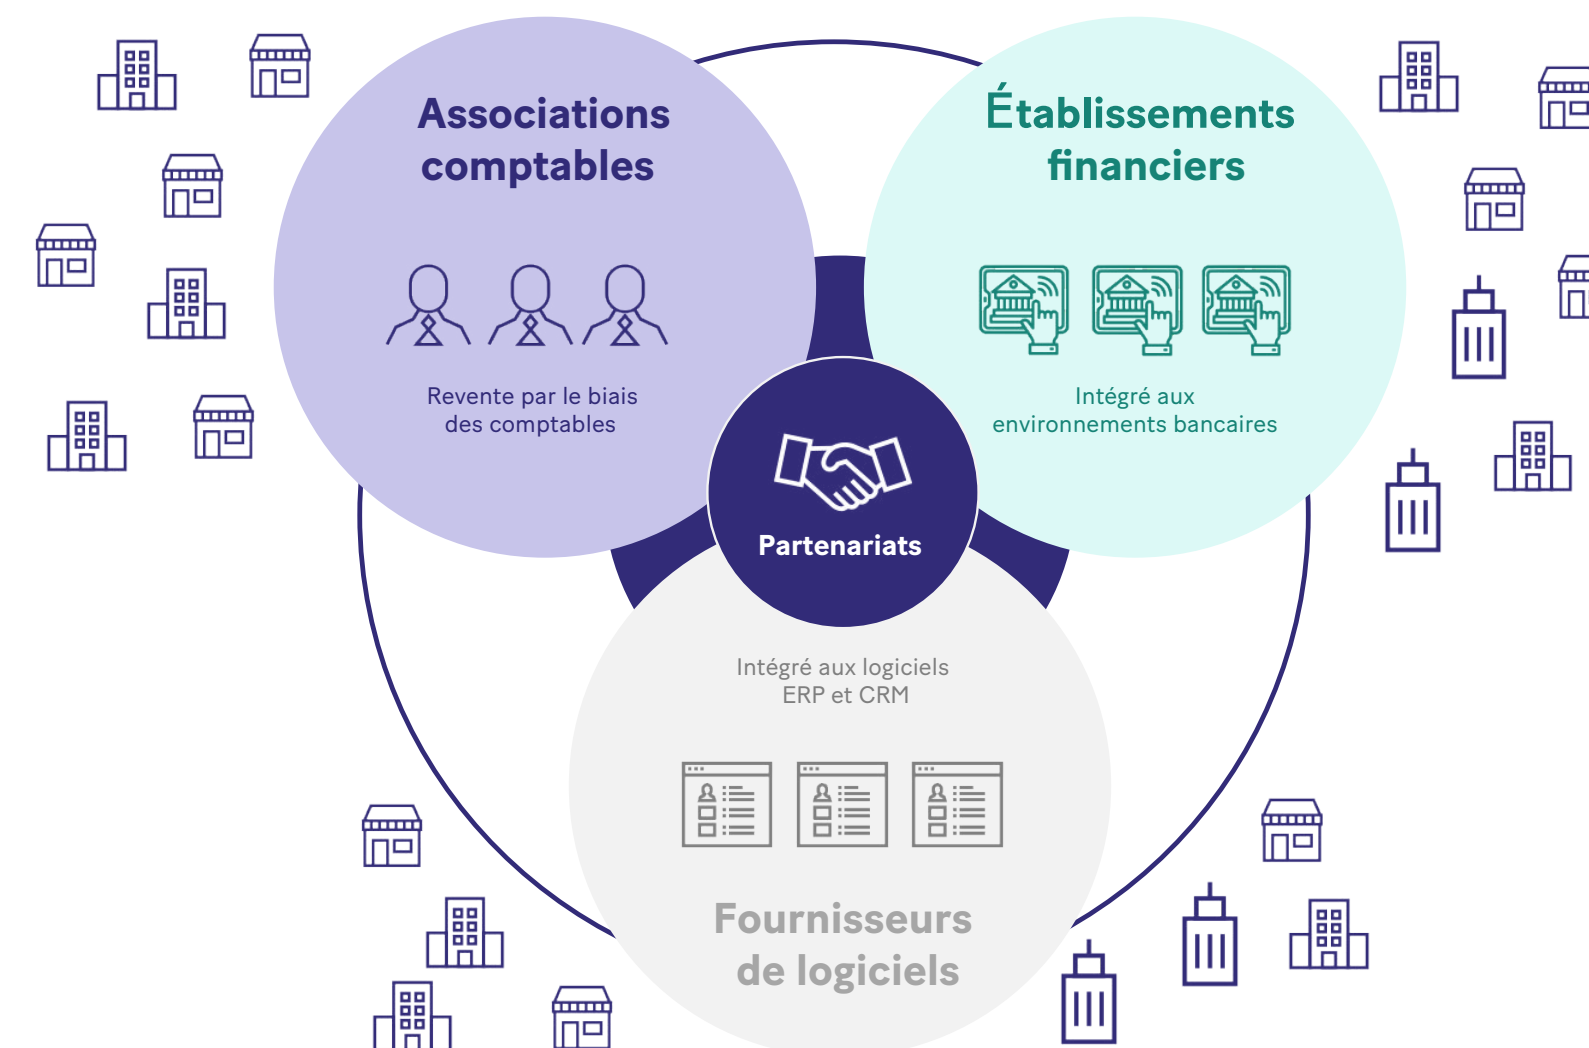 Associations
comptables
Revente par le biais
des comptables
Établissements
financiers
Intégré aux
environnements bancaires
Partenariats
Intégré aux logiciels
ERP et CRM
Fournisseurs
de logiciels